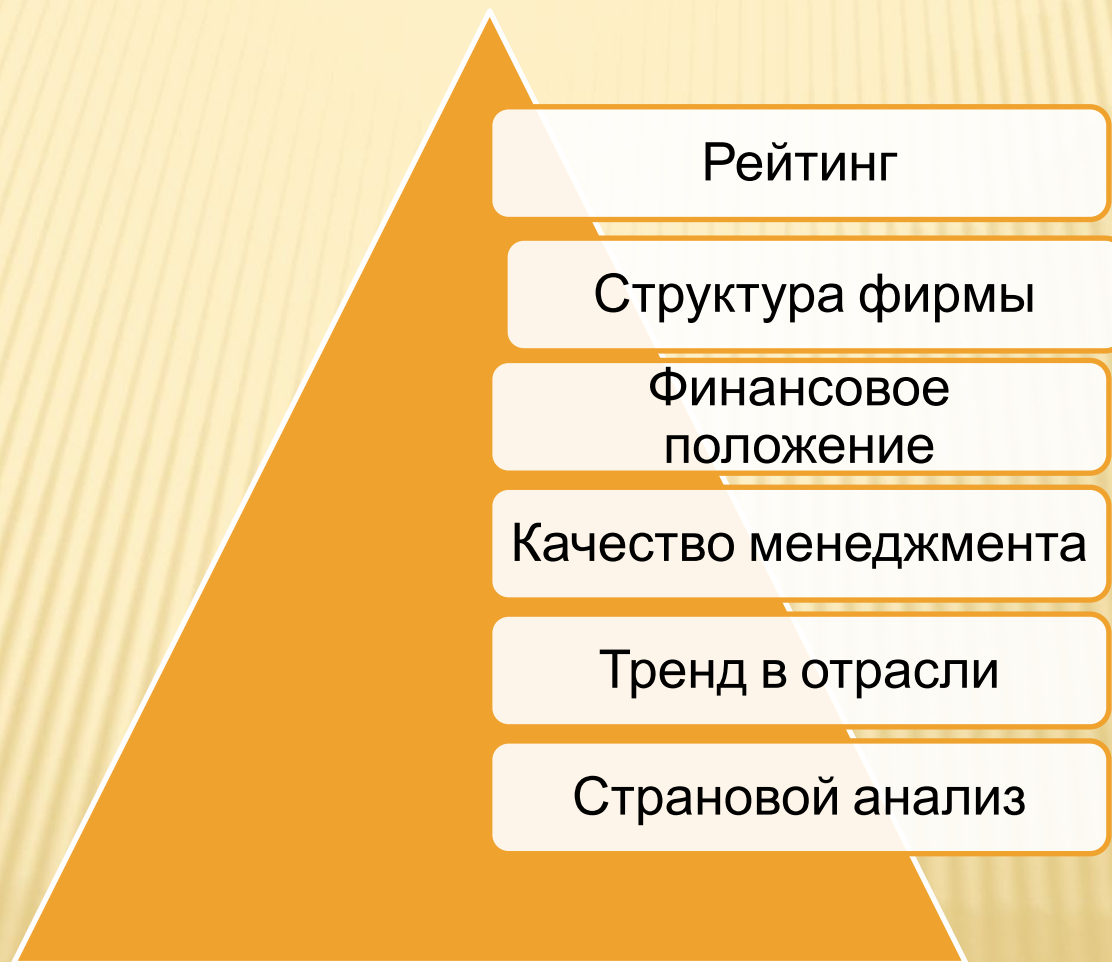 Рейтинг
Структура фирмы
Финансовое
положение
Качество менеджмента
Тренд в отрасли
Страновой анализ